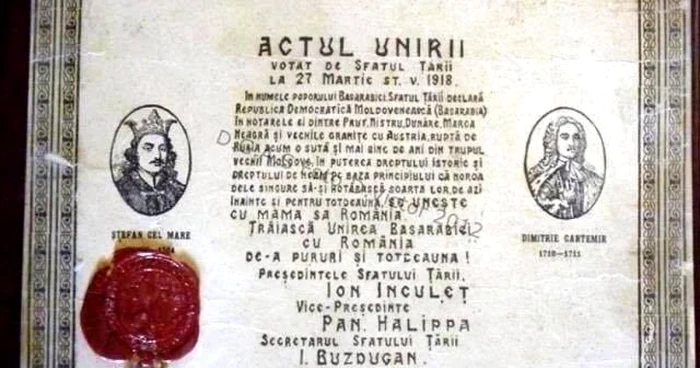 ACTUL UNIRII
VOTAT DE SFATUL ȚĂRII
LA 27 MARTIE ST. V. 1918.
ÎN NUMELE POPORULUI BASARABIEI, SFATUL ȚĂRII DECLARĂ
REPUBLICA DEMOCRATICĂ MOLDOVENEASCĂ (BASARABIA)
ÎN HOTARELE EI DINTRE PRUT, NISTRU, DUNĂRE, MAREA
NEAGRĂ ȘI VECHILE GRANIȚE CU AUSTRIA, RUPTĂ DE
RUSIA ACUM O SUTĂ ȘI MAI BINE DE ANI DIN TRUPUL
VECHII MOLDOVE, ÎN PUTEREA DREPTULUI ISTORIC ȘI
DREPTULUI DE NEAM, PE BAZA PRINCIPIULUI CĂ NOROA
DELE SINGURE SĂ-ȘI HOTĂRĂSCĂ SOARTA LOR, DE AZI
ÎNAINTE ȘI PENTRU TOTDEAUNA, SE UNEȘTE
CU MAMA SA ROMÂNIA.
TRĂIASCĂ UNIREA BASARABIEI
CU ROMÂNIA
DE-A PURURI ȘI TOTDEAUNA!
PREȘEDINTELE SFATULUI ȚĂRII,
ION INCULEȚ
VICE-PREȘEDINTE
PAN. HALIPPA
SECRETARUL SFATULUI ȚĂRII
I. BUZDUGAN.
ȘTEFAN CEL MARE
DIMITRIE CANTEMIR
1710—1711
2012